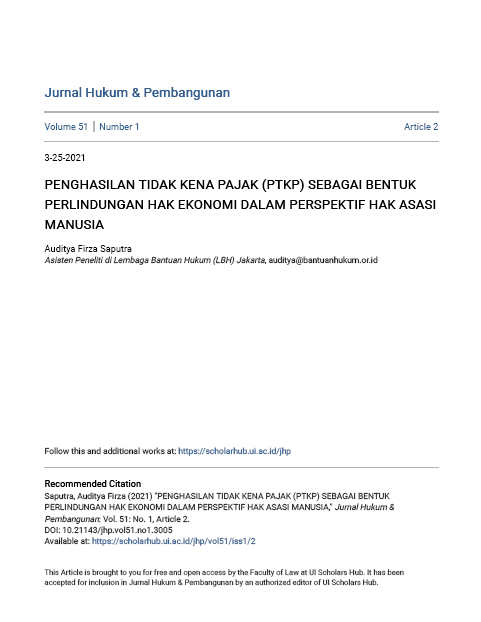 Jurnal Hukum & Pembangunan
Volume 51 | Number 1 Article 2
3-25-2021
PENGHASILAN TIDAK KENA PAJAK (PTKP) SEBAGAI BENTUK
PERLINDUNGAN HAK EKONOMI DALAM PERSPEKTIF HAK ASASI
MANUSIA
Auditya Firza Saputra
Asisten Peneliti di Lembaga Bantuan Hukum (LBH) Jakarta, auditya@bantuanhukum.or.id
Follow this and additional works at: https://scholarhub.ui.ac.id/jhp
Recommended Citation
Saputra, Auditya Firza (2021) "PENGHASILAN TIDAK KENA PAJAK (PTKP) SEBAGAI BENTUK
PERLINDUNGAN HAK EKONOMI DALAM PERSPEKTIF HAK ASASI MANUSIA," Jurnal Hukum &
Pembangunan: Vol. 51: No. 1, Article 2.
DOI: 10.21143/jhp.vol51.no1.3005
Available at: https://scholarhub.ui.ac.id/jhp/vol51/iss1/2
This Article is brought to you for free and open access by the Faculty of Law at UI Scholars Hub. It has been
accepted for inclusion in Jurnal Hukum & Pembangunan by an authorized editor of UI Scholars Hub.